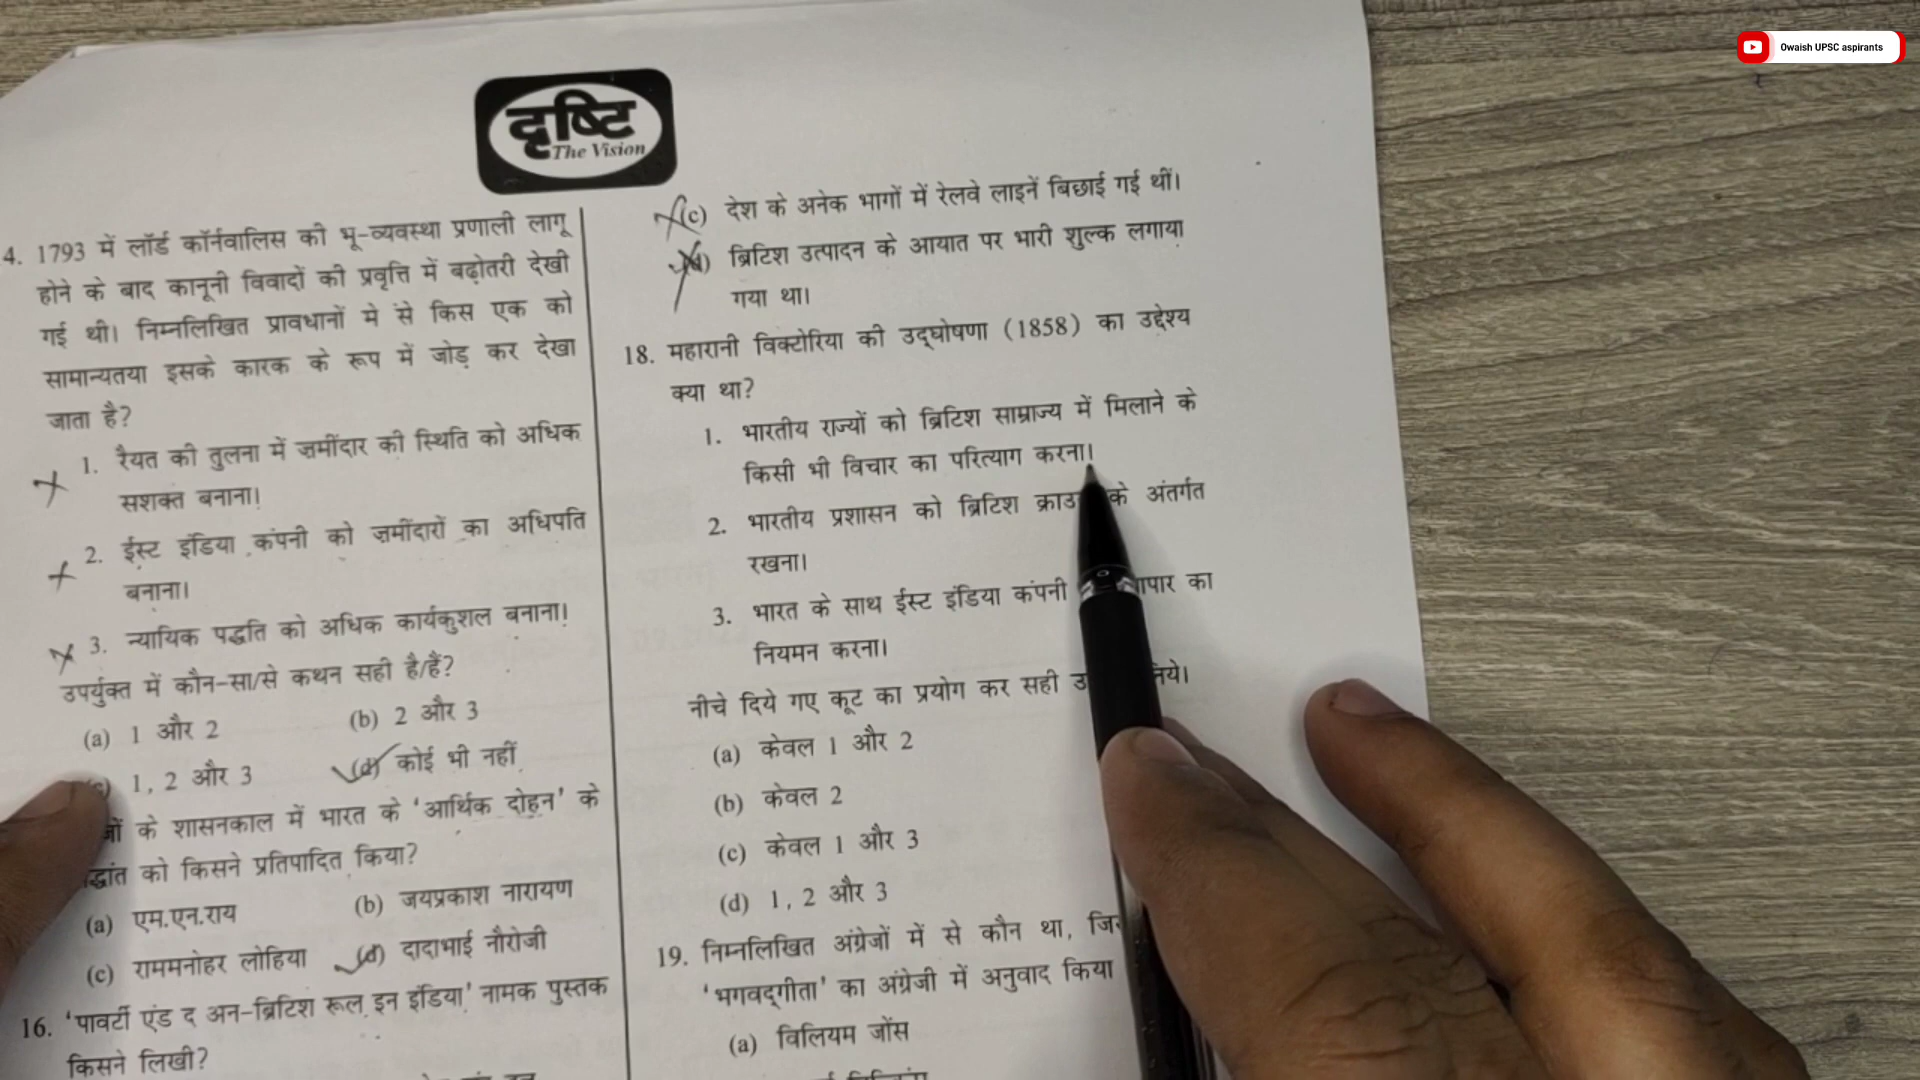 Owaish UPSC aspirants
दृष्टि
The Vision
4. 1793 में लॉर्ड कॉर्नवालिस की भू-व्यवस्था प्रणाली लागू
होने के बाद कानूनी विवादों की प्रवृत्ति में बढ़ोतरी देखी
गई थी। निम्नलिखित प्रावधानों मे से किस एक को
सामान्यतया इसके कारक के रूप में जोड़ कर देखा
जाता है?
1. रैयत की तुलना में ज़मींदार की स्थिति को अधिक
सशक्त बनाना।
2. ईस्ट इंडिया कंपनी को ज़मींदारों का अधिपति
बनाना।
3. न्यायिक पद्धति को अधिक कार्यकुशल बनाना।
उपर्युक्त में कौन-सा/से कथन सही है/हैं?
(a) 1 और 2
(b) 2 और 3
1, 2 और 3
(d) कोई भी नहीं
के शासनकाल में भारत के 'आर्थिक दोहन' के
को किसने प्रतिपादित किया?
(a) एम.एन.राय
(b) जयप्रकाश नारायण
(c) राममनोहर लोहिया
(d) दादाभाई नौरोजी
16. 'पावर्टी एंड द अन-ब्रिटिश रूल इन इंडिया' नामक पुस्तक
किसने लिखी?
(c) देश के अनेक भागों में रेलवे लाइनें बिछाई गई थीं।
(d) ब्रिटिश उत्पादन के आयात पर भारी शुल्क लगाया
गया था।
18. महारानी विक्टोरिया की उद्घोषणा (1858) का उद्देश्य
क्या था?
1. भारतीय राज्यों को ब्रिटिश साम्राज्य में मिलाने के
किसी भी विचार का परित्याग करना।
2. भारतीय प्रशासन को ब्रिटिश के अंतर्गत
रखना।
3. भारत के साथ ईस्ट इंडिया कंपनी का
नियमन करना।
नीचे दिये गए कूट का प्रयोग कर सही
(a) केवल 1 और 2
(b) केवल 2
(c) केवल 1 और 3
(d) 1, 2 और 3
19. निम्नलिखित अंग्रेजों में से कौन था,
'भगवद्गीता' का अंग्रेजी में अनुवाद किया
(a) विलियम जोंस